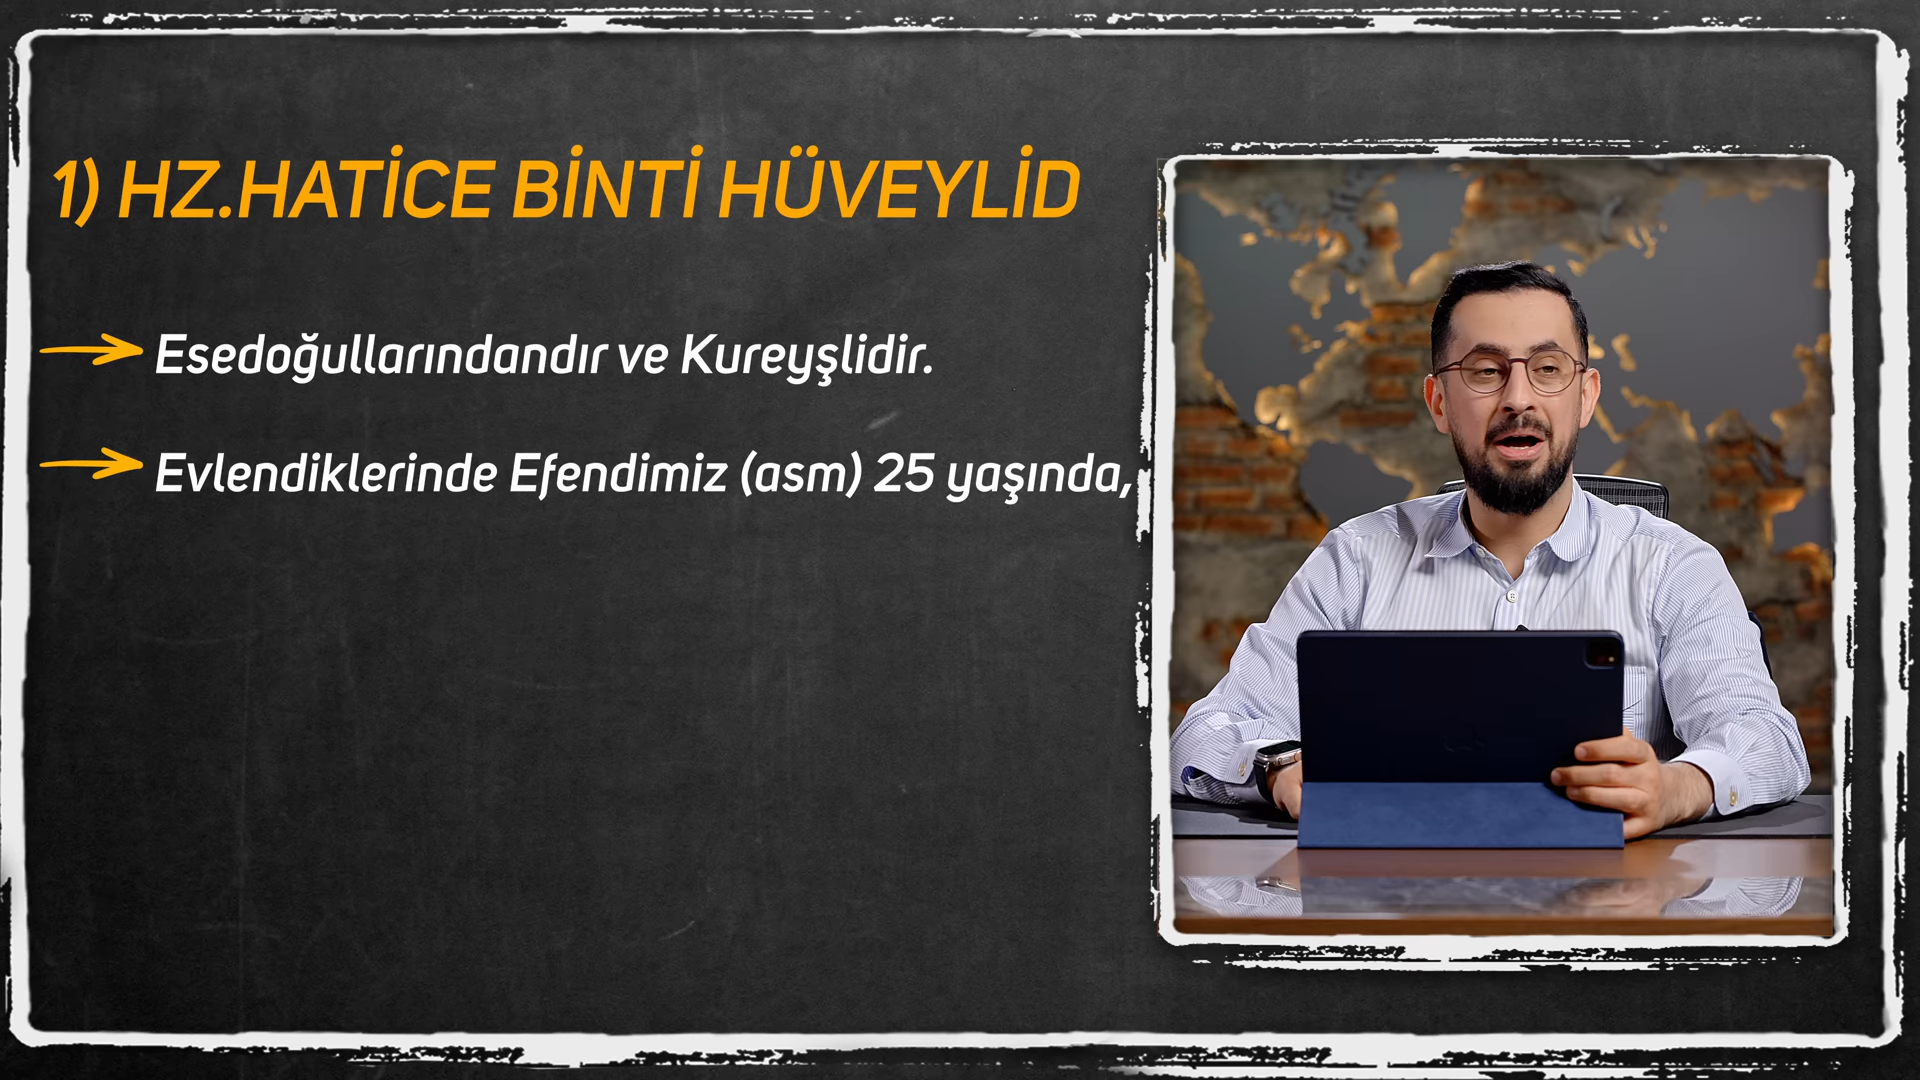 1) HZ.HATİCE BİNTİ HÜVEYLİD
Esedoğullarındandır ve Kureyşlidir.
Evlendiklerinde Efendimiz (asm) 25 yaşında,